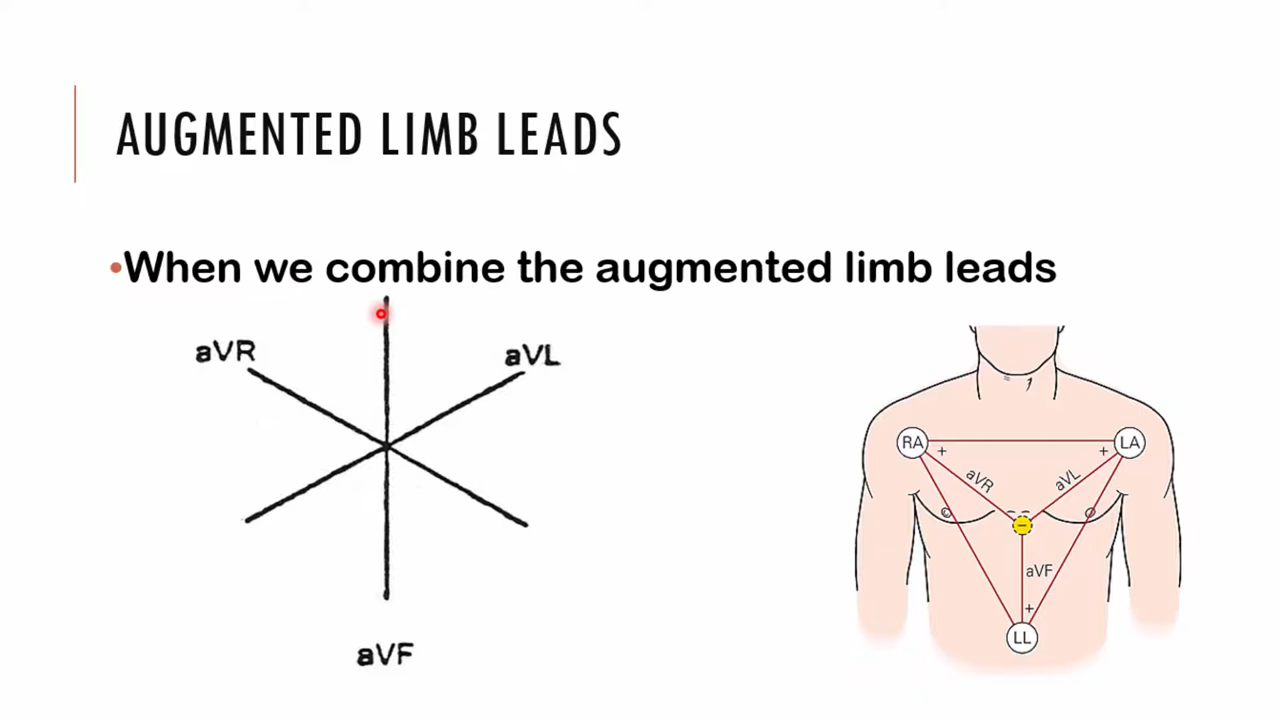 AUGMENTED LIMB LEADS
•When we combine the augmented limb leads
aVR
aVL
aVF
RA
LA
+
+
aVR
aVL
−
aVF
+
LL